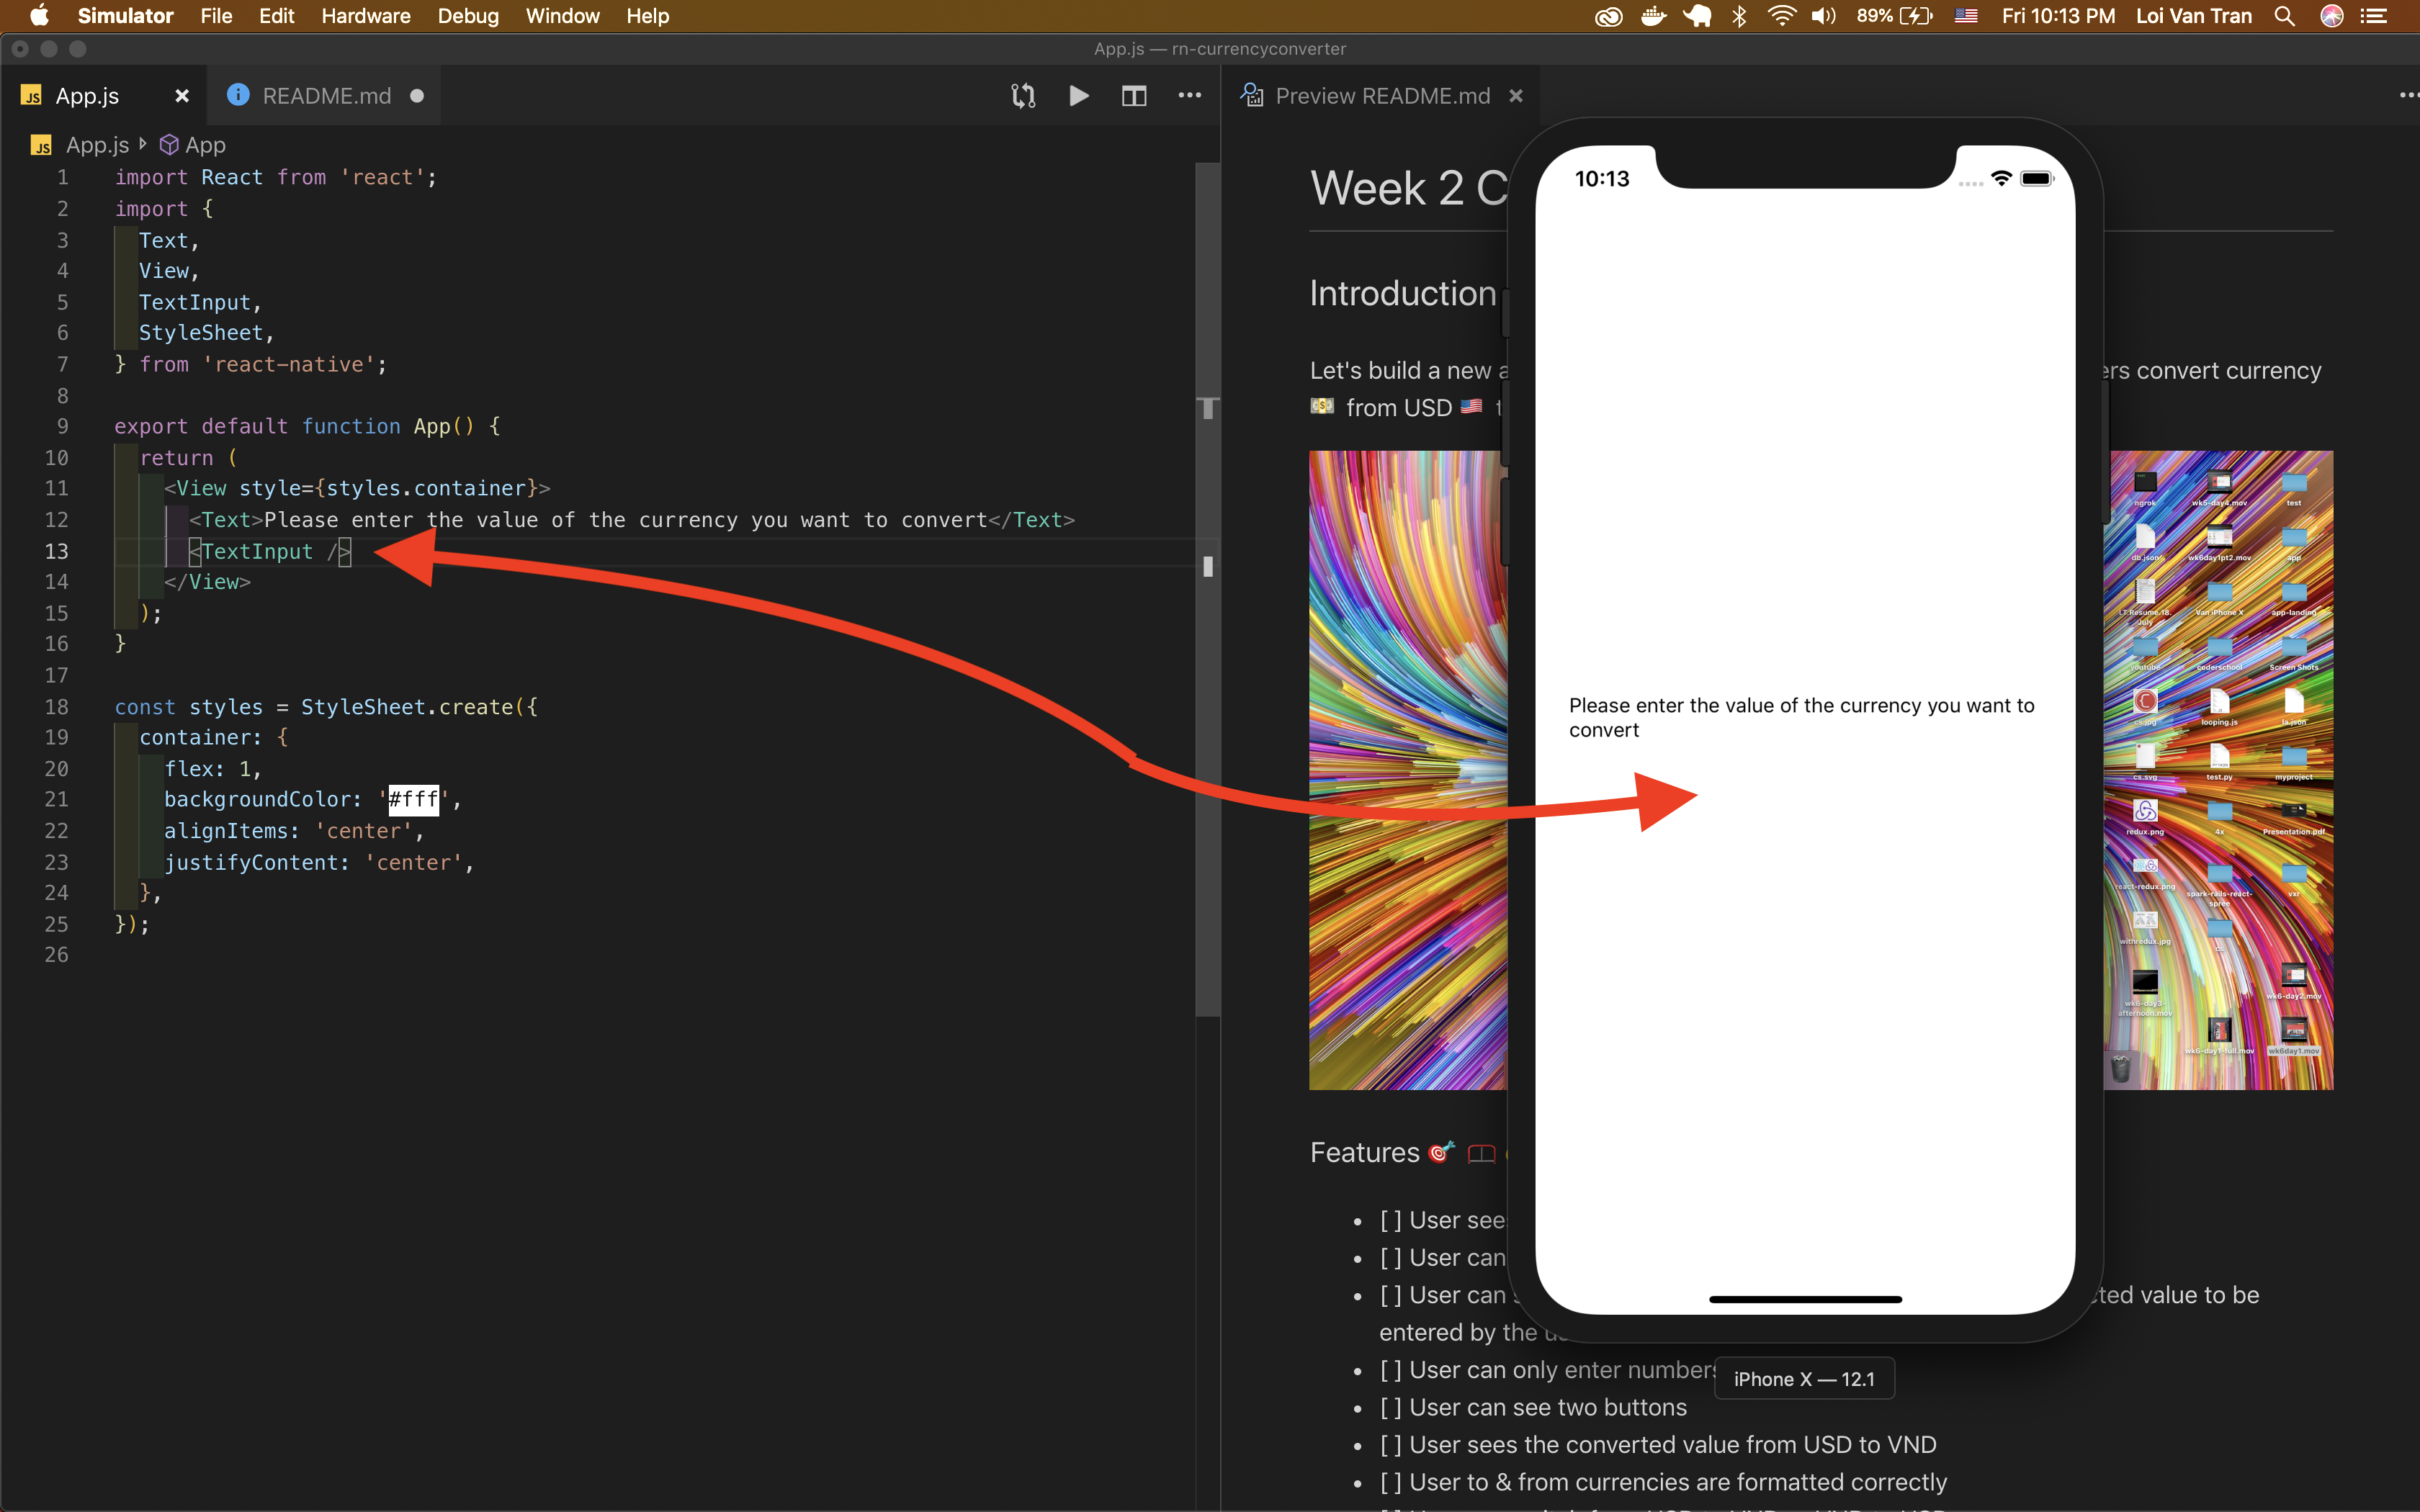 Simulator File Edit Hardware Debug Window Help 89% Fri 10:13 PM Loi Van Tran
App.js — rn-currencyconverter
JS App.js × README.md
JS App.js App
1 import React from 'react';
2 import {
3 Text,
4 View,
5 TextInput,
6 StyleSheet,
7 } from 'react-native';
8
9 export default function App() {
10 return (
11 <View style={styles.container}>
12 <Text>Please enter the value of the currency you want to convert</Text>
13 <TextInput />
14 </View>
15 );
16 }
17
18 const styles = StyleSheet.create({
19 container: {
20 flex: 1,
21 backgroundColor: '#fff',
22 alignItems: 'center',
23 justifyContent: 'center',
24 },
25 });
26
Preview README.md ×
Week 2 C
Introduction
Let's build a new a
ers convert currency
from USD
10:13
Please enter the value of the currency you want to
convert
ngrok wk5-day4.mov test
db.json wk6day1pt2.mov app
LT.Resume.18. Van iPhone X app-landing
July
youtube coderschool Screen Shots
cs.jpg looping.js la.json
cs.svg test.py myproject
redux.png 4x Presentation.pdf
react-redux.png spark-rails-react- vxr
spree
withredux.jpg
wk6-day3- wk6-day2.mov
afternoon.mov
wk6-day1-full.mov wk6day1.mov
Features
• [ ] User see
• [ ] User can
• [ ] User can
cted value to be
entered by the
• [ ] User can only enter numbers
iPhone X — 12.1
• [ ] User can see two buttons
• [ ] User sees the converted value from USD to VND
• [ ] User to & from currencies are formatted correctly